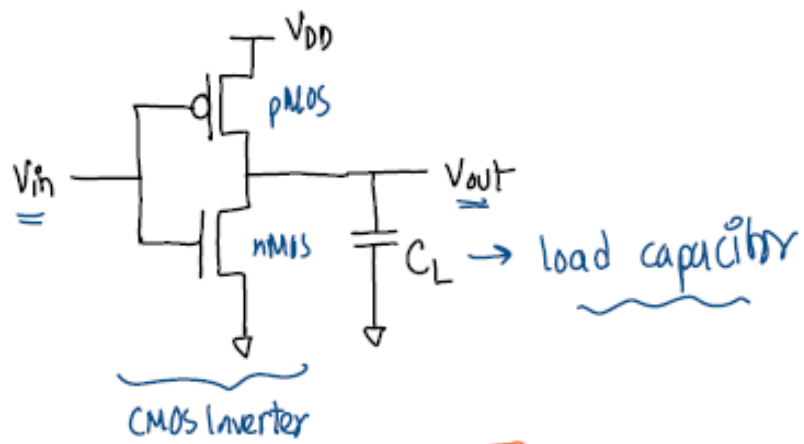 VDD
pMOS
Vin
Vout
nMOS
CL → load capacitor
CMOS Inverter